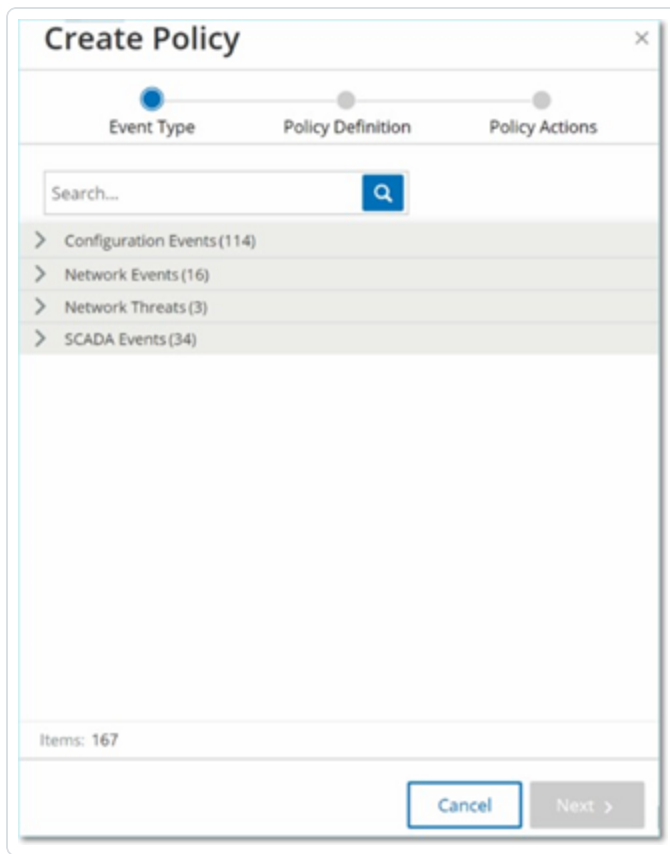 Create Policy
Event Type Policy Definition Policy Actions
Search...
Configuration Events (114)
Network Events (16)
Network Threats (3)
SCADA Events (34)
Items: 167
Cancel Next